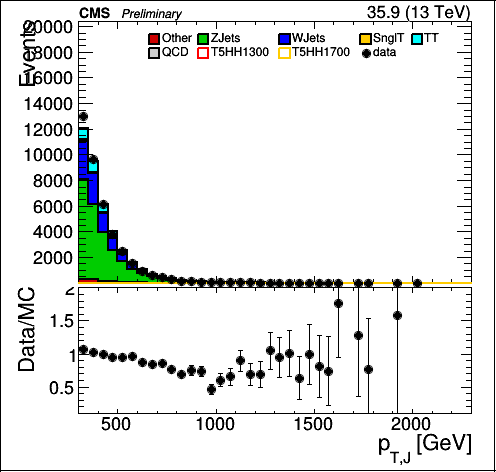 CMS Preliminary 35.9 (13 TeV)
Events
20000
18000
16000
14000
12000
10000
8000
6000
4000
2000
Other ZJets WJets SnglT TT
QCD T5HH1300 T5HH1700 data
Data/MC
2
1.5
1
0.5
500 1000 1500 2000
p_T,J [GeV]